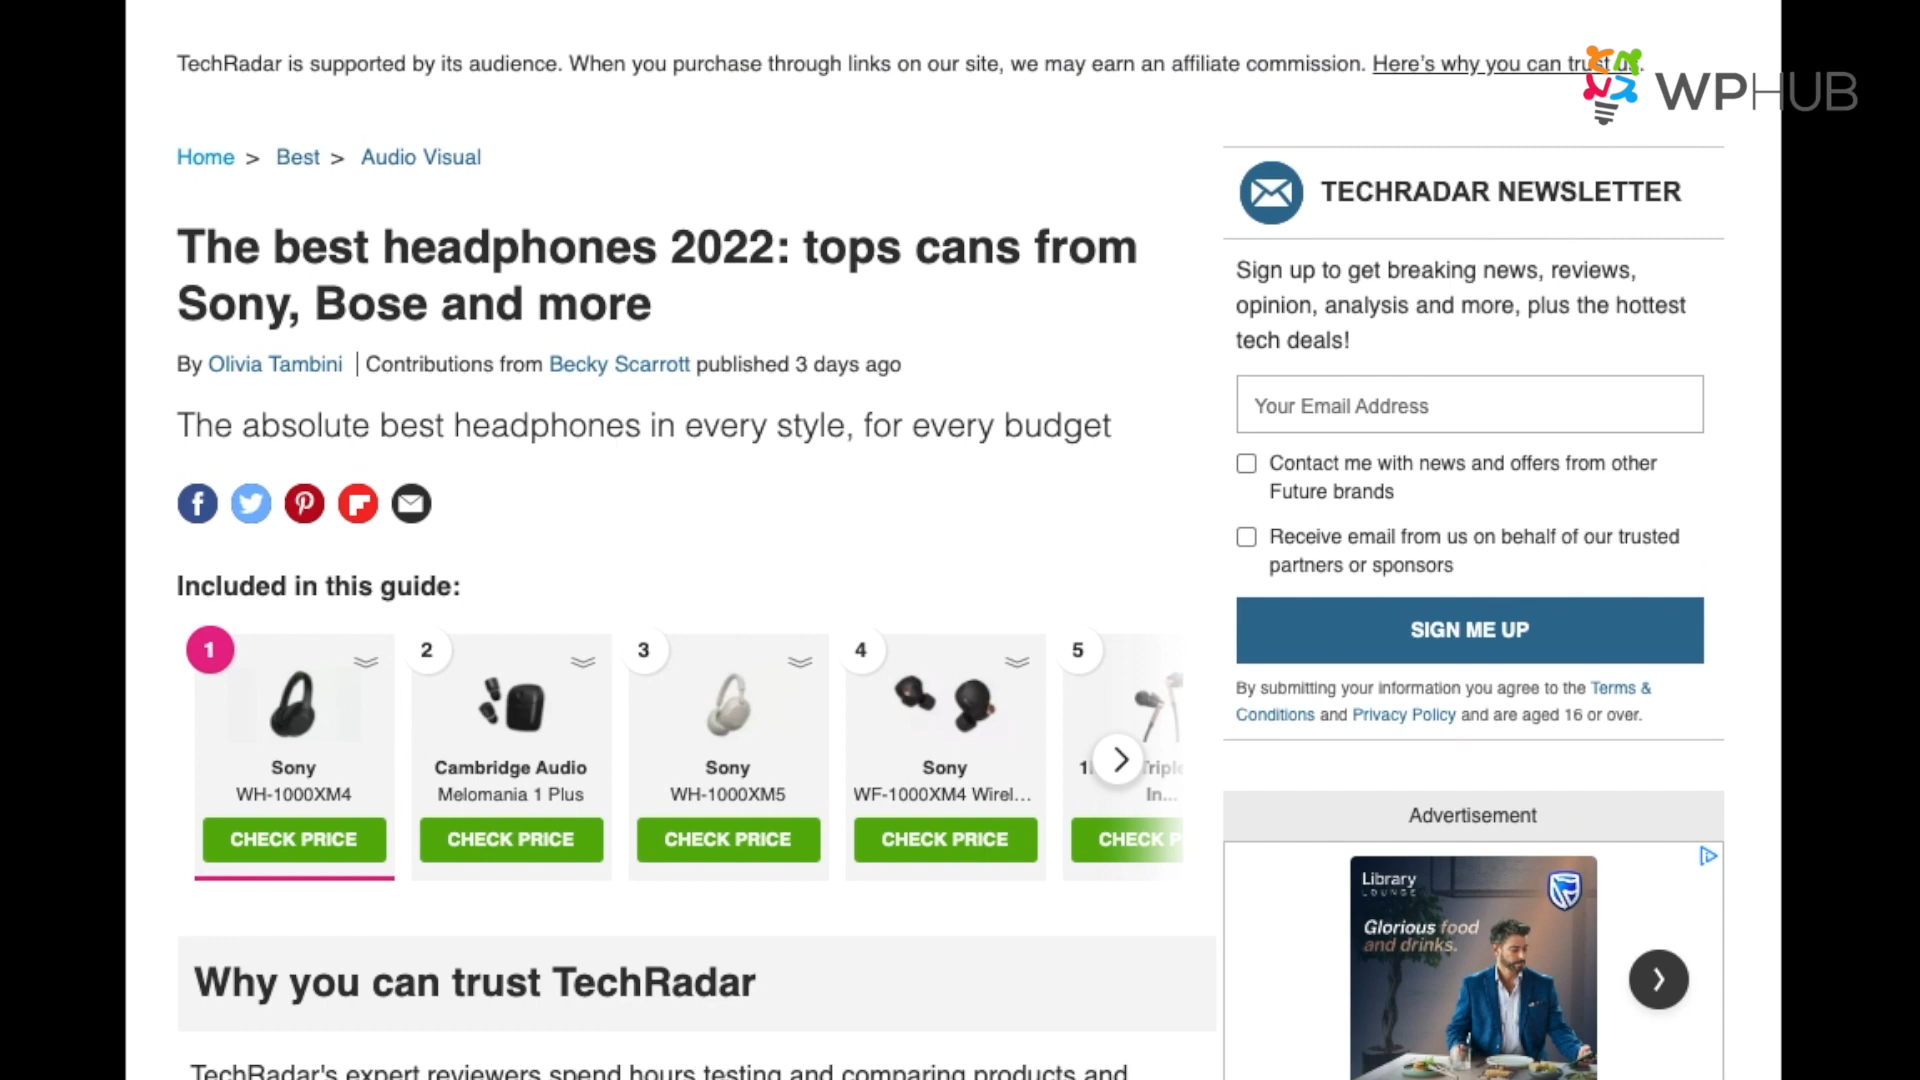 TechRadar is supported by its audience. When you purchase through links on our site, we may earn an affiliate commission. Here's why you can trust us.
WPHUB
Home > Best > Audio Visual
The best headphones 2022: tops cans from
Sony, Bose and more
By Olivia Tambini | Contributions from Becky Scarrott published 3 days ago
The absolute best headphones in every style, for every budget
Included in this guide:
1
Sony
WH-1000XM4
CHECK PRICE
2
Cambridge Audio
Melomania 1 Plus
CHECK PRICE
3
Sony
WH-1000XM5
CHECK PRICE
4
Sony
WF-1000XM4 Wirel...
CHECK PRICE
5
In...
CHECK
Why you can trust TechRadar
TechRadar's expert reviewers spend hours testing and comparing products and
TECHRADAR NEWSLETTER
Sign up to get breaking news, reviews,
opinion, analysis and more, plus the hottest
tech deals!
Your Email Address
Contact me with news and offers from other
Future brands
Receive email from us on behalf of our trusted
partners or sponsors
SIGN ME UP
By submitting your information you agree to the Terms &
Conditions and Privacy Policy and are aged 16 or over.
Advertisement
Library
LOUNGE
Glorious food
and drinks.